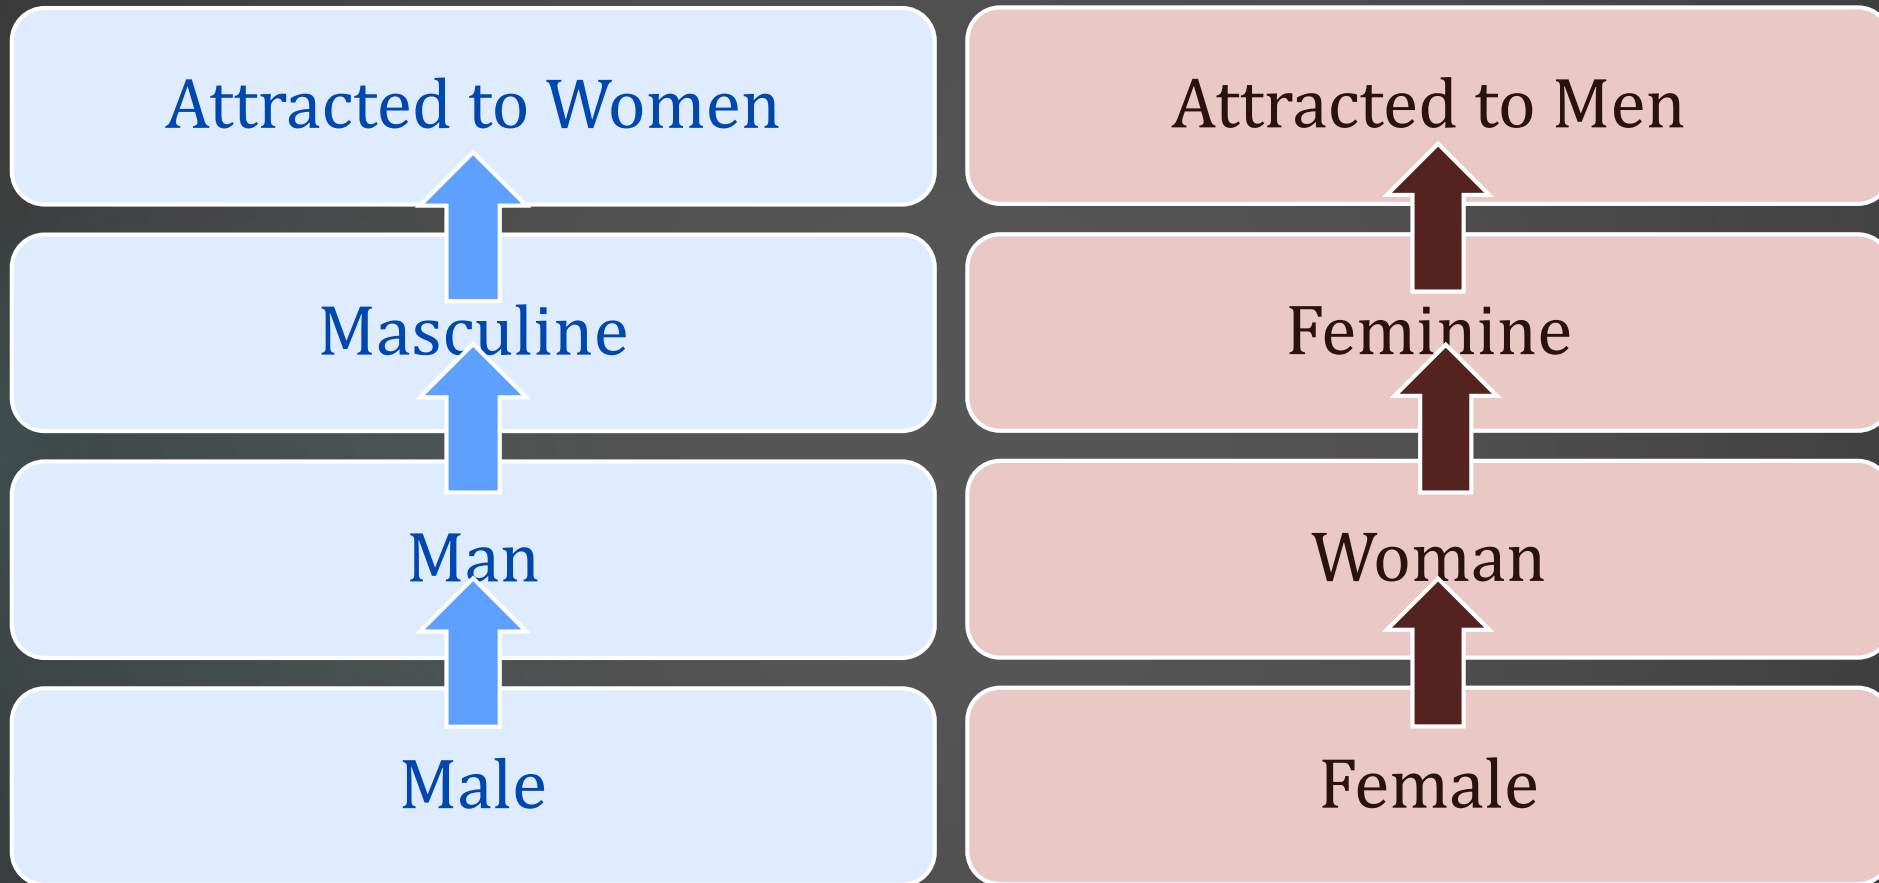 Attracted to Women
Masculine
Man
Male
Attracted to Men
Feminine
Woman
Female